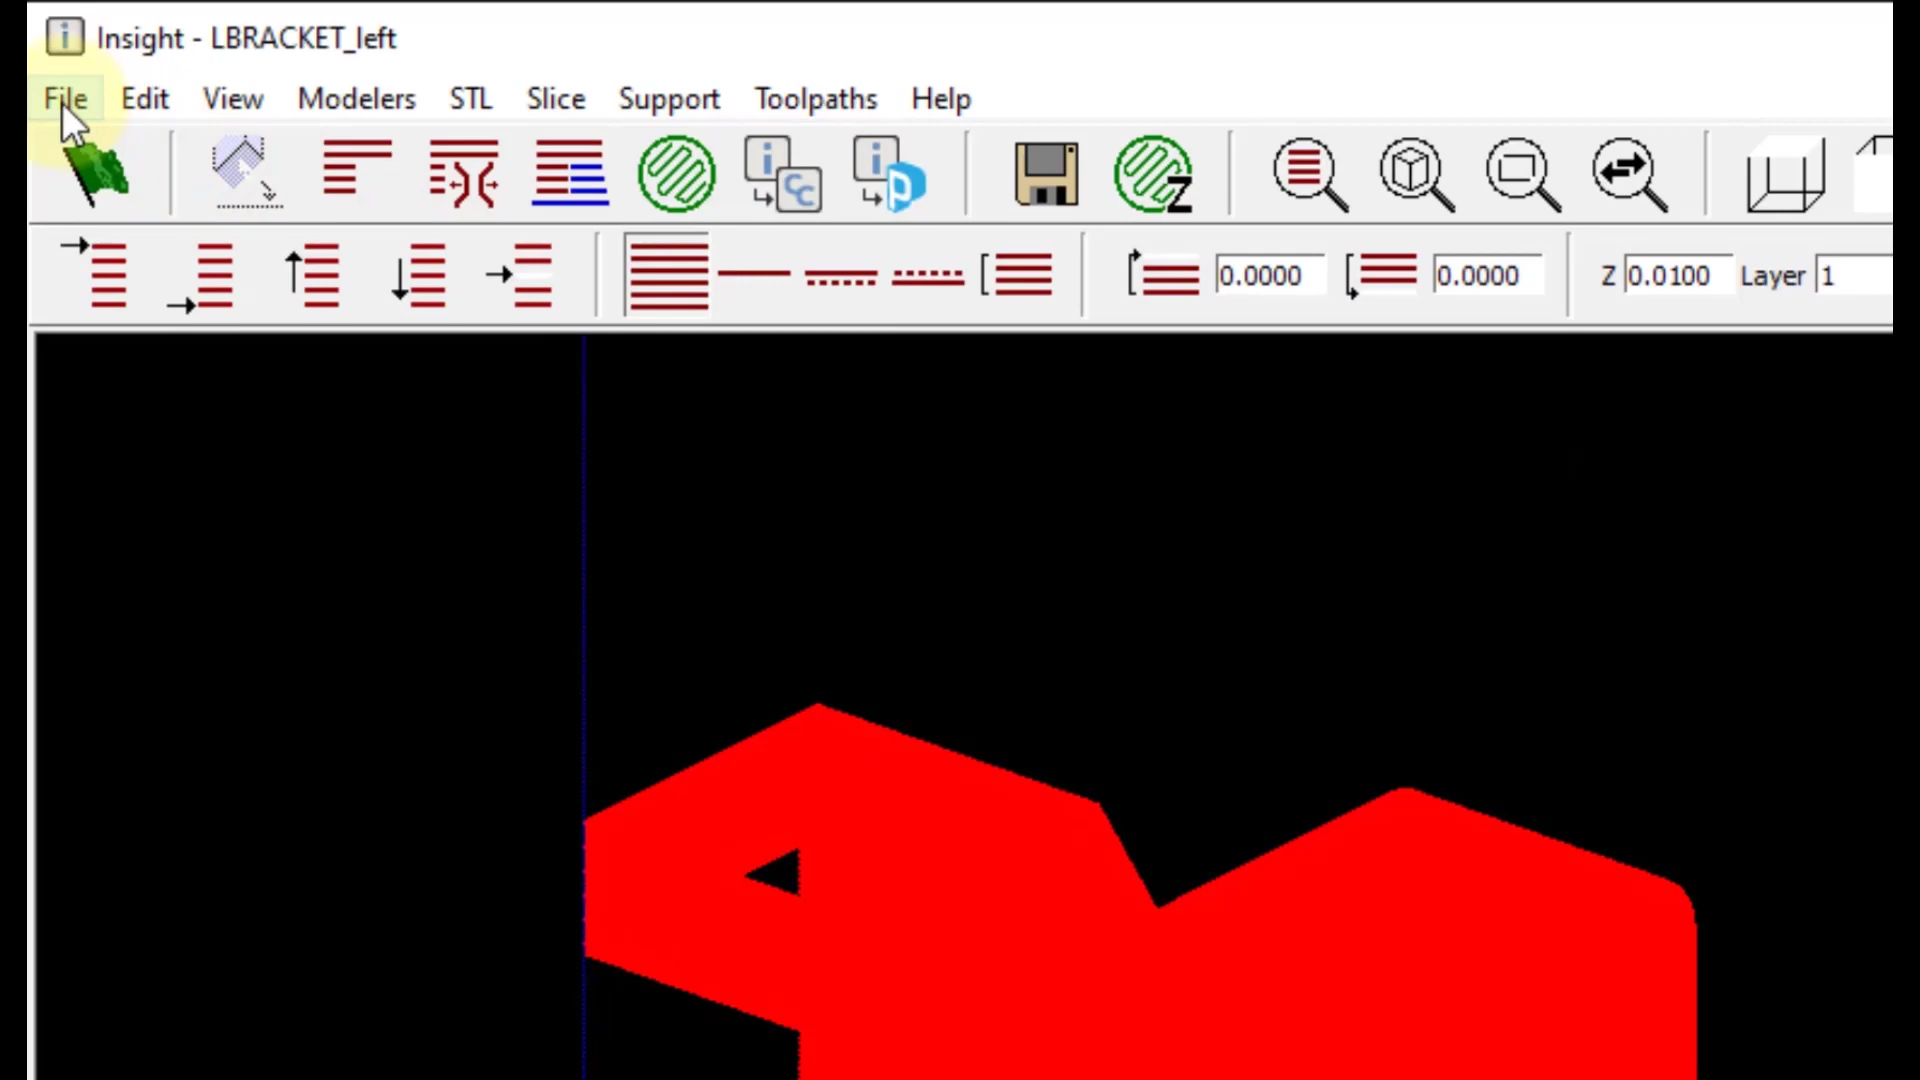 Insight - LBRACKET_left
File Edit View Modelers STL Slice Support Toolpaths Help
i i CC i p Z
0.0000 0.0000 Z 0.0100 Layer 1